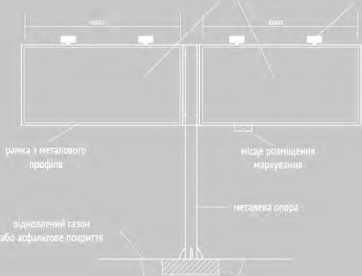 рамка з металового
профілю
місце розміщення
маркування
металева опора
відновлений газон
або асфальтове покриття